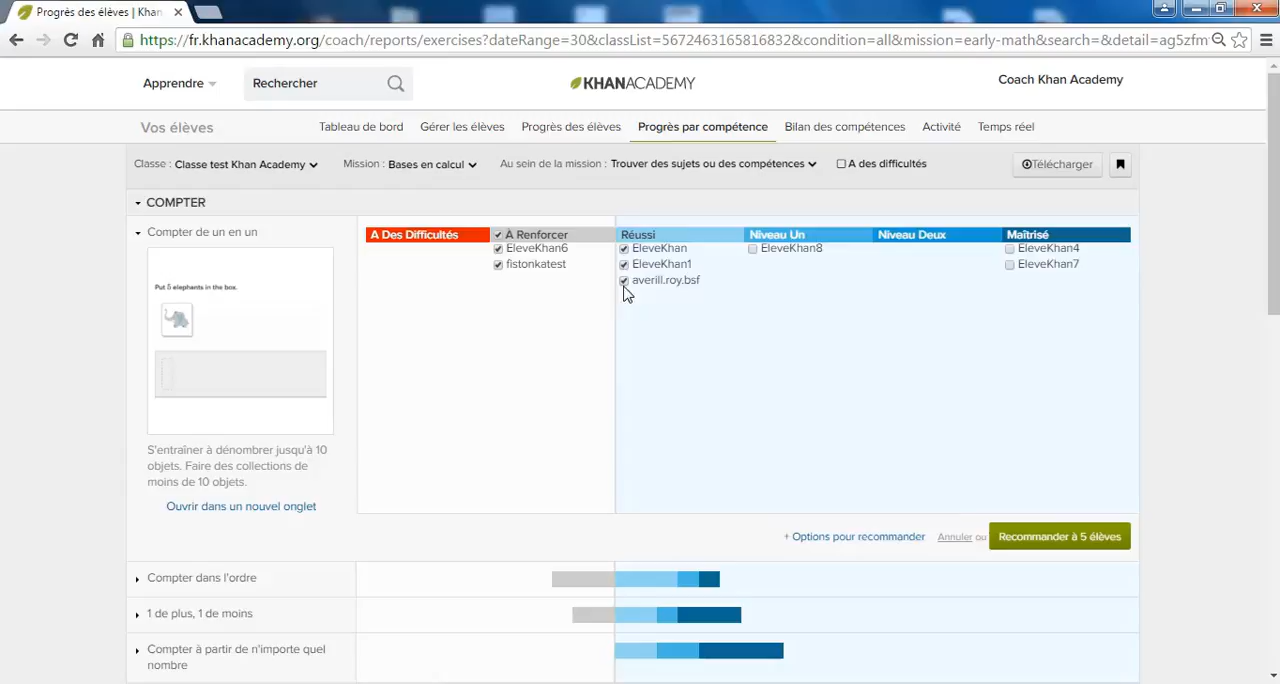 Progrès des élèves | Khan
https://fr.khanacademy.org/coach/reports/exercises?dateRange=30&classList=5672463165816832&condition=all&mission=early-math&search=&detail=ag5zfm
Apprendre
Rechercher
KHANACADEMY
Coach Khan Academy
Vos élèves
Tableau de bord
Gérer les élèves
Progrès des élèves
Progrès par compétence
Bilan des compétences
Activité
Temps réel
Classe : Classe test Khan Academy
Mission : Bases en calcul
Au sein de la mission : Trouver des sujets ou des compétences
A des difficultés
Télécharger
COMPTER
Compter de un en un
Put 5 elephants in the box.
S'entraîner à dénombrer jusqu'à 10
objets. Faire des collections de
moins de 10 objets.
Ouvrir dans un nouvel onglet
A Des Difficultés
À Renforcer
EleveKhan6
fistonkatest
Réussi
EleveKhan
EleveKhan1
averill.roy.bsf
Niveau Un
EleveKhan8
Niveau Deux
Maîtrisé
EleveKhan4
EleveKhan7
+ Options pour recommander
Annuler ou
Recommander à 5 élèves
Compter dans l'ordre
1 de plus, 1 de moins
Compter à partir de n'importe quel
nombre